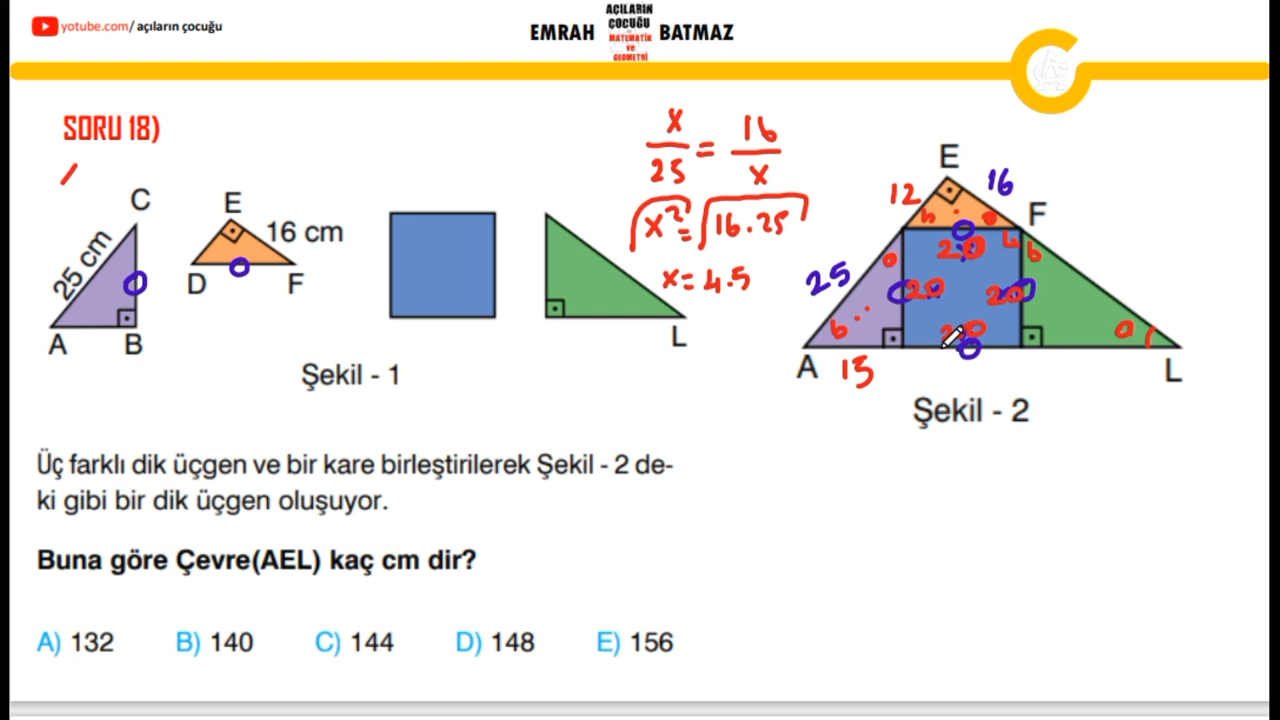 yotube.com/ açıların çocuğu
EMRAH
AÇILARIN
ÇOCUĞU
MATEMATİK
ve
GEOMETRİ
BATMAZ
SORU 18)
C
25 cm
A
B
E
16 cm
D
F
L
Şekil - 1
x/25 = 16/x
√x² = √16.25
x = 4.5
E
12
16
F
25
20
20
20
20
a
b
b
a
A
15
L
Şekil - 2
Üç farklı dik üçgen ve bir kare birleştirilerek Şekil - 2 de-
ki gibi bir dik üçgen oluşuyor.
Buna göre Çevre(AEL) kaç cm dir?
A) 132 B) 140 C) 144 D) 148 E) 156